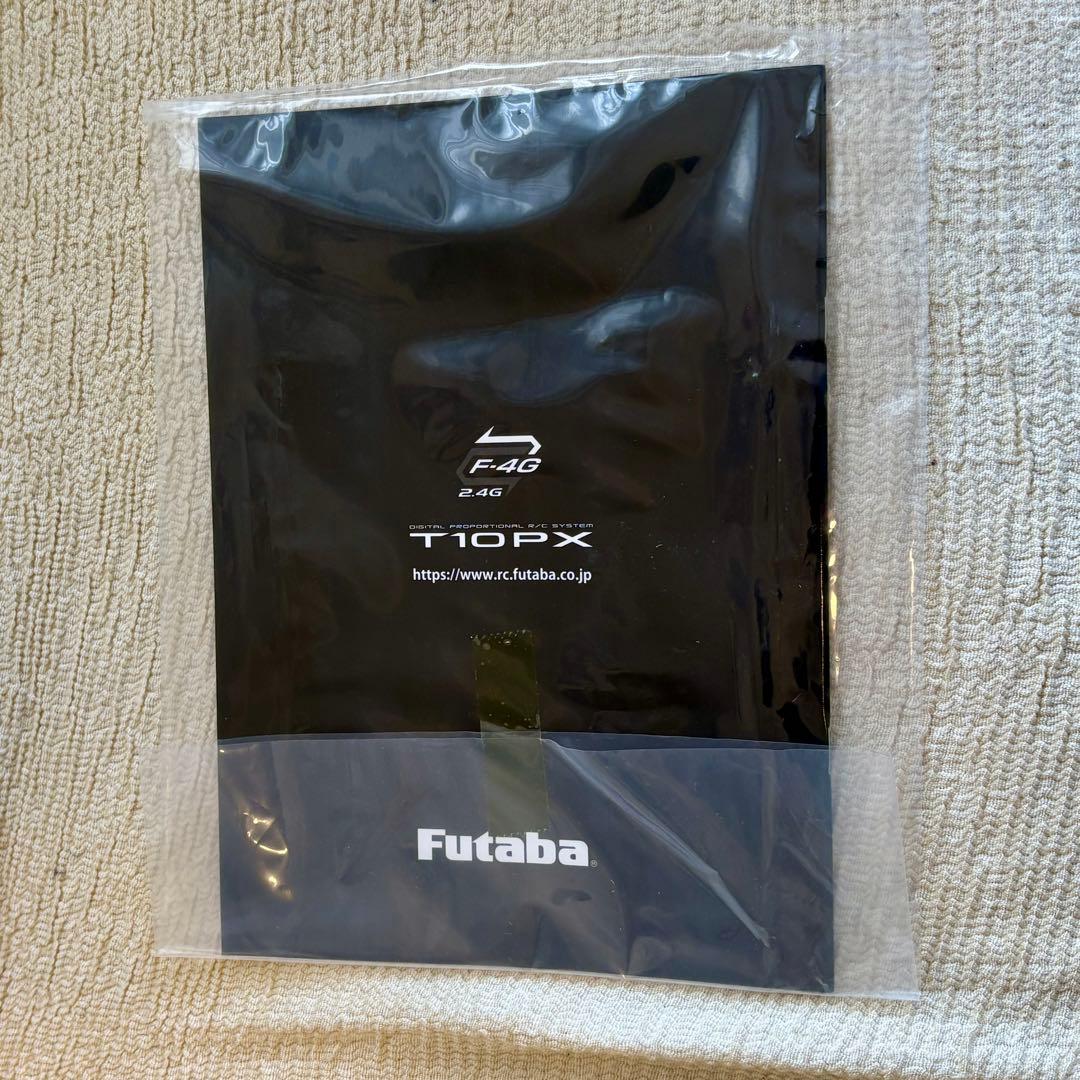 F-4G
2.4G
DIGITAL PROPORTIONAL R/C SYSTEM
T10PX
https://www.rc.futaba.co.jp
Futaba®